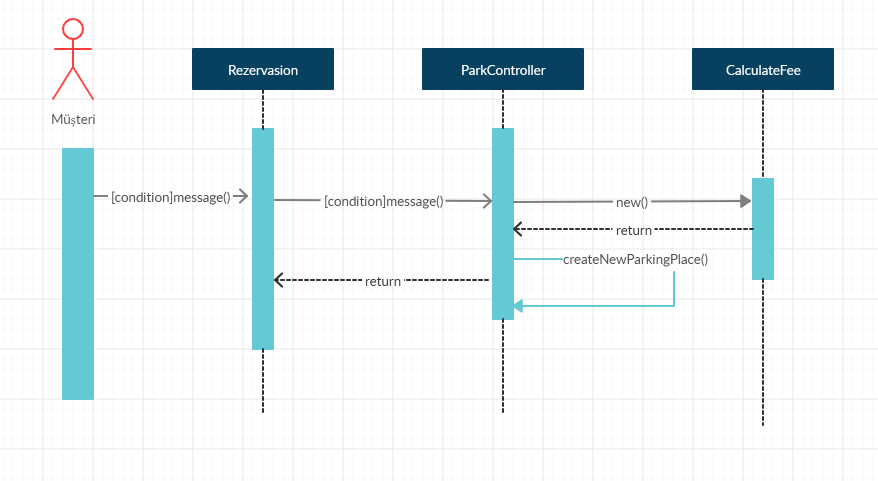 Rezervasion
ParkController
CalculateFee
Müşteri
[condition]message()
[condition]message()
new()
return
createNewParkingPlace()
return